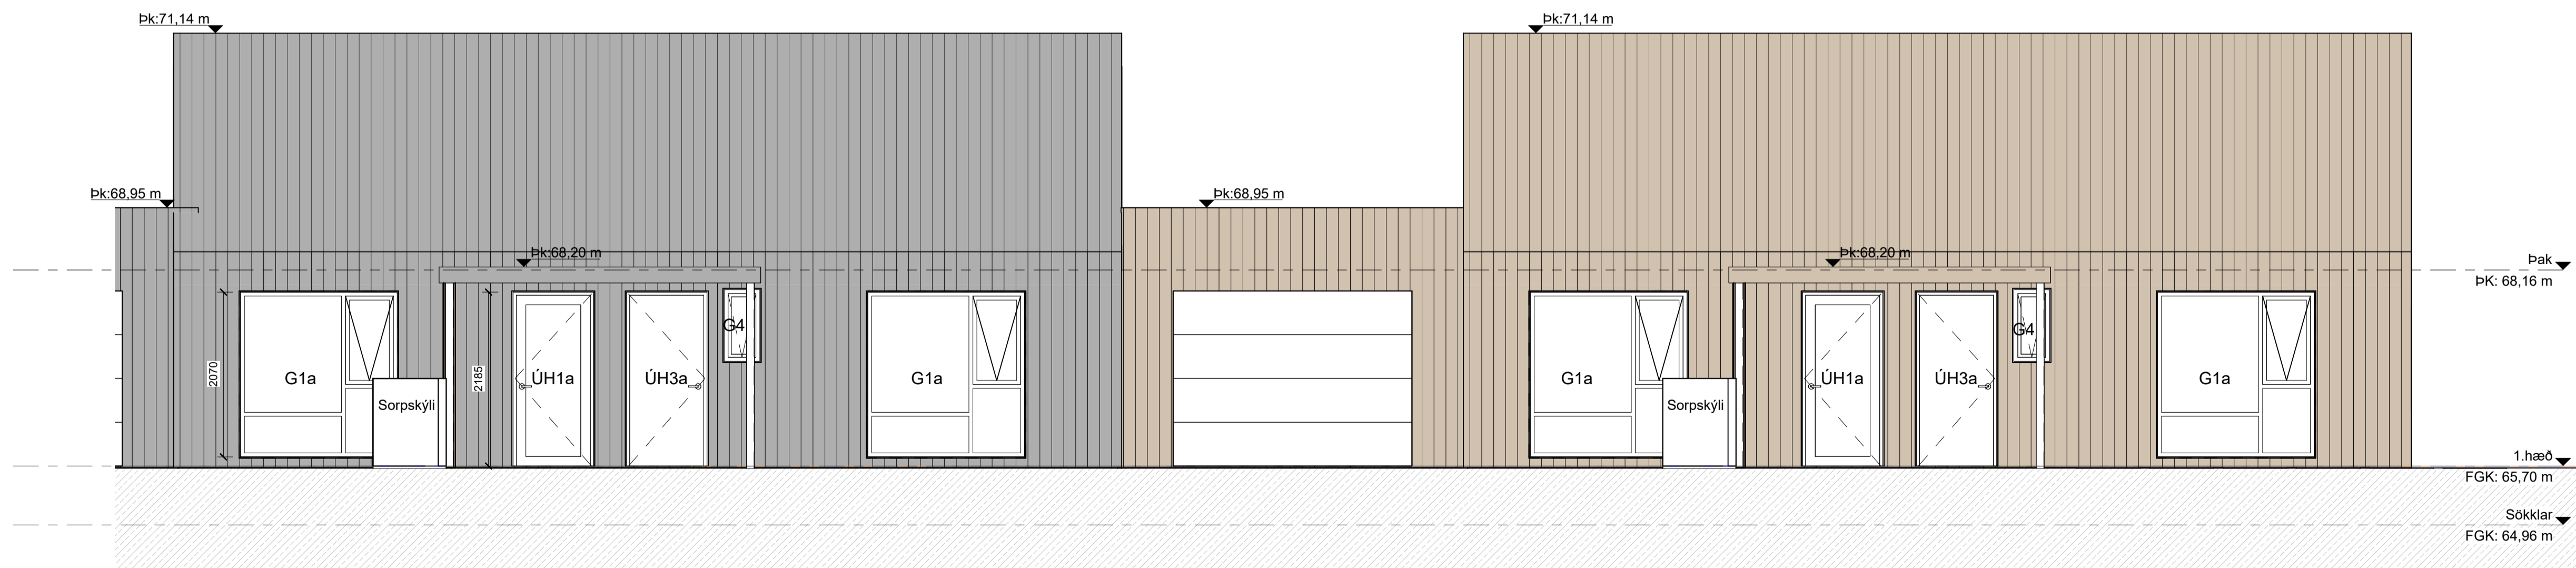 Þk:71,14 m
Þk:71,14 m
Þk:68,95 m
Þk:68,95 m
Þk:68,20 m
Þk:68,20 m
Þak
ÞK: 68,16 m
G4
G4
2070
G1a
2185
ÚH1a
ÚH3a
G1a
G1a
ÚH1a
ÚH3a
G1a
Sorpskýli
Sorpskýli
1.hæð
FGK: 65,70 m
Sökklar
FGK: 64,96 m